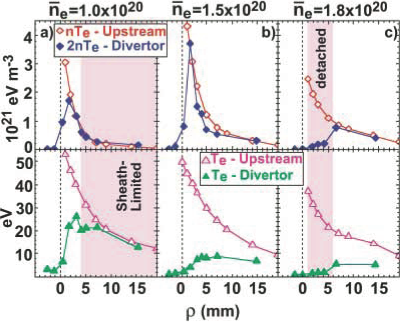 n̅e=1.0x10²⁰ n̅e=1.5x10²⁰ n̅e=1.8x10²⁰
a) nTe - Upstream b) c)
2nTe - Divertor
detached
10²¹ eV m⁻³
4
3
2
1
0
Te - Upstream
Te - Divertor
Sheath-
Limited
eV
50
40
30
20
10
0 5 10 15 0 5 10 15 0 5 10 15
ρ (mm)